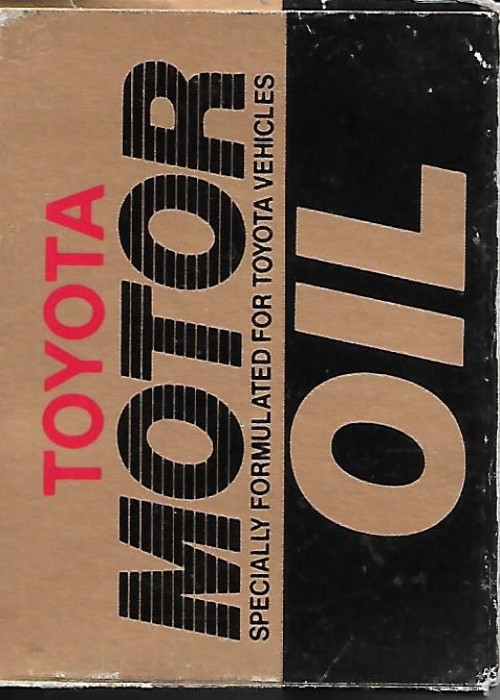 TOYOTA
MOTOR
SPECIALLY FORMULATED FOR TOYOTA VEHICLES
OIL